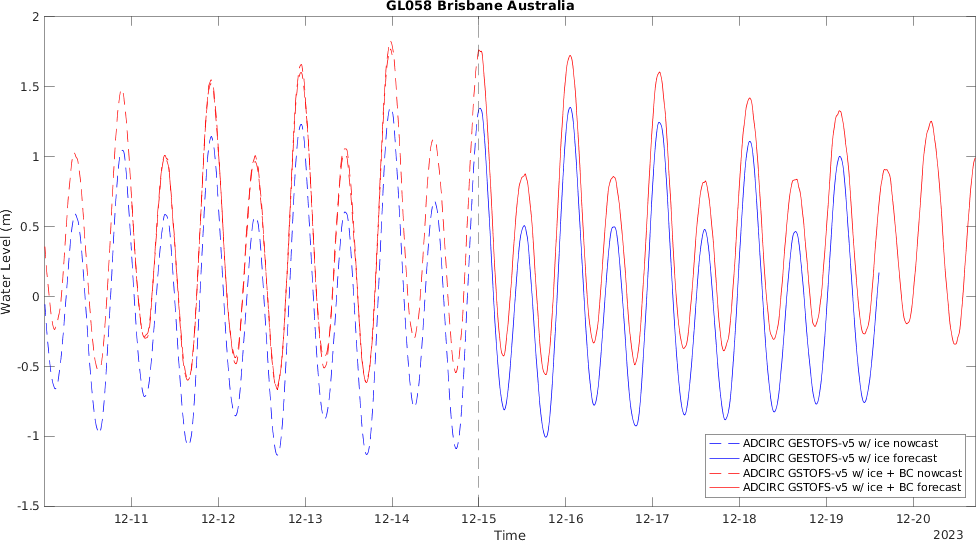 GL058 Brisbane Australia
2
1.5
1
0.5
0
-0.5
-1
-1.5
Water Level (m)
ADCIRC GESTOFS-v5 w/ ice nowcast
ADCIRC GESTOFS-v5 w/ ice forecast
ADCIRC GSTOFS-v5 w/ ice + BC nowcast
ADCIRC GSTOFS-v5 w/ ice + BC forecast
12-11 12-12 12-13 12-14 12-15 12-16 12-17 12-18 12-19 12-20
Time
2023